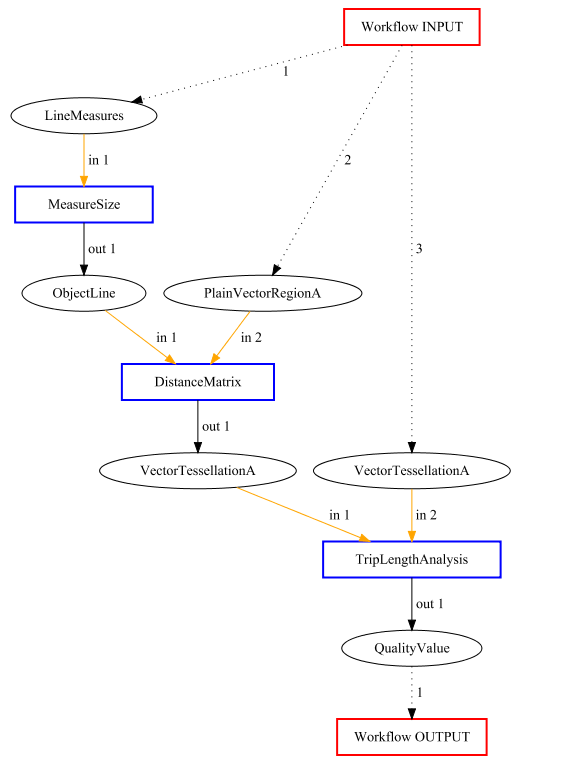 Workflow INPUT
1
LineMeasures
in 1
2
MeasureSize
3
out 1
ObjectLine
PlainVectorRegionA
in 1
in 2
DistanceMatrix
out 1
VectorTessellationA
VectorTessellationA
in 1
in 2
TripLengthAnalysis
out 1
QualityValue
1
Workflow OUTPUT